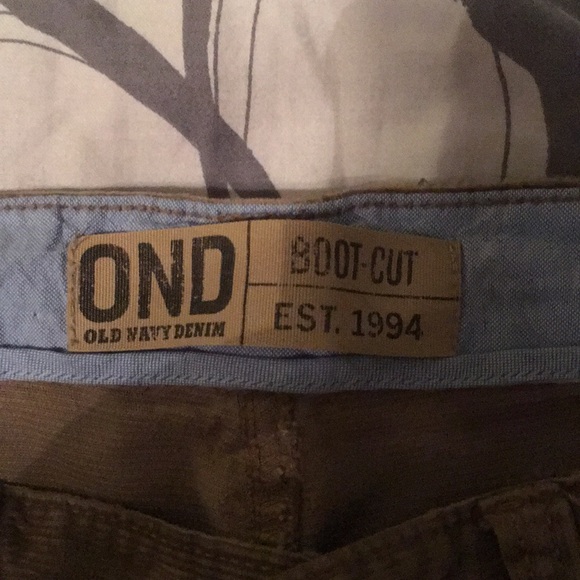 OND
OLD NAVY DENIM
BOOT-CUT
EST. 1994